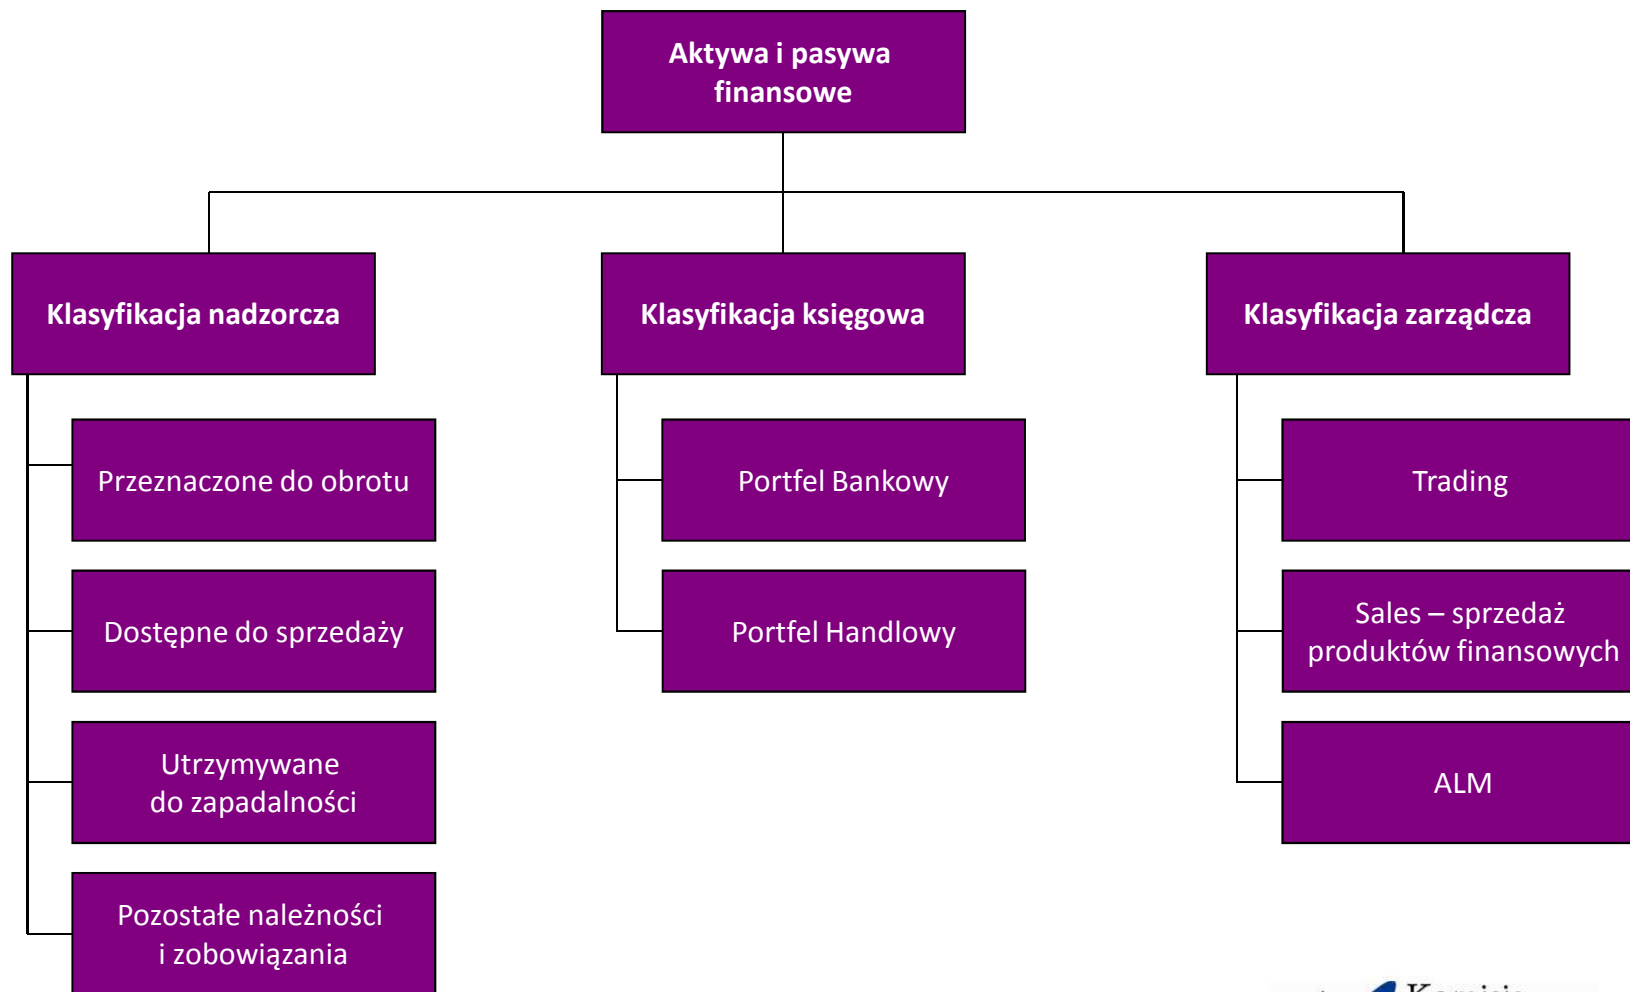 Aktywa i pasywa
finansowe
Klasyfikacja nadzorcza
Klasyfikacja księgowa
Klasyfikacja zarządcza
Przeznaczone do obrotu
Dostępne do sprzedaży
Utrzymywane
do zapadalności
Pozostałe należności
i zobowiązania
Portfel Bankowy
Portfel Handlowy
Trading
Sales – sprzedaż
produktów finansowych
ALM